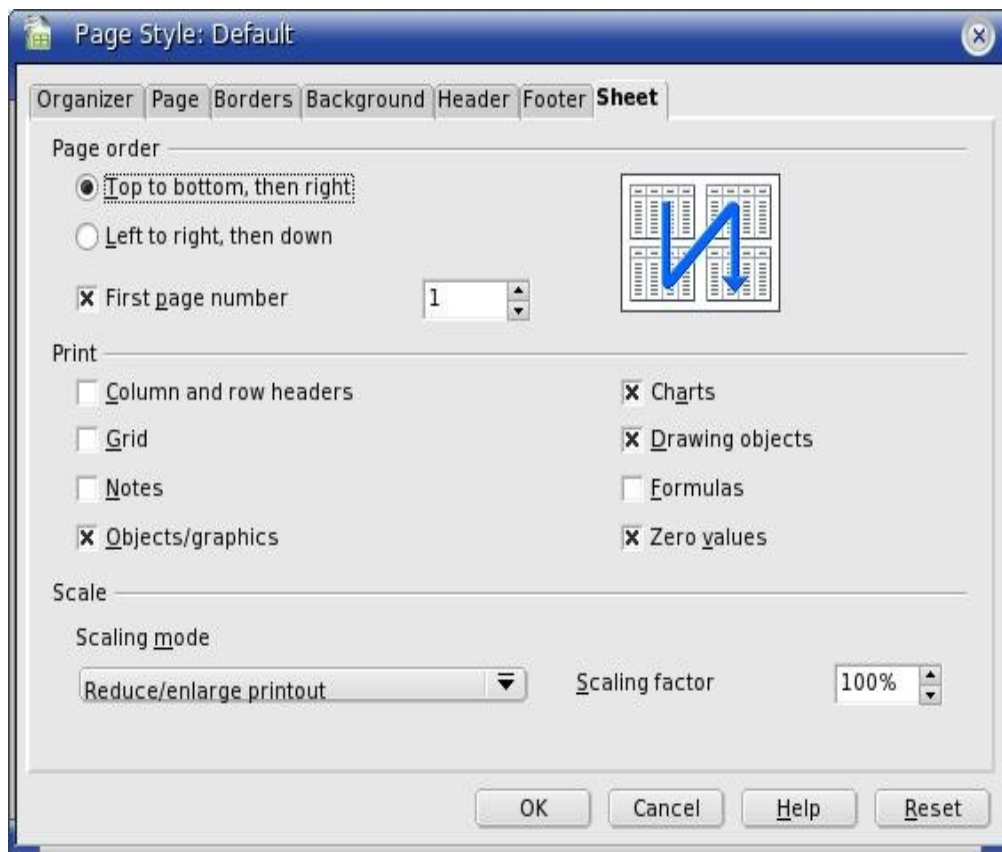 Page Style: Default
Organizer Page Borders Background Header Footer Sheet
Page order
Top to bottom, then right
Left to right, then down
First page number 1
Print
Column and row headers Charts
Grid Drawing objects
Notes Formulas
Objects/graphics Zero values
Scale
Scaling mode
Reduce/enlarge printout Scaling factor 100%
OK Cancel Help Reset